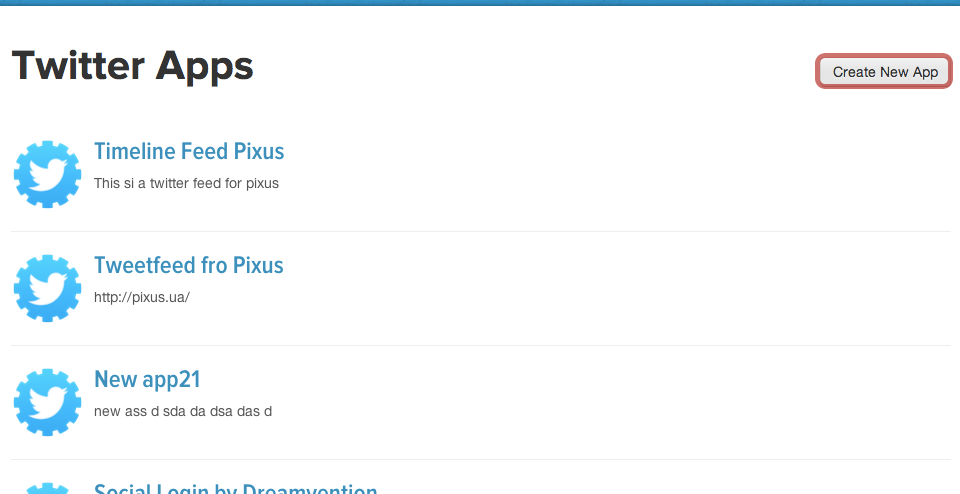 Twitter Apps
Create New App
Timeline Feed Pixus
This si a twitter feed for pixus
Tweetfeed fro Pixus
http://pixus.ua/
New app21
new ass d sda da dsa das d
Social Login by Dreamvention